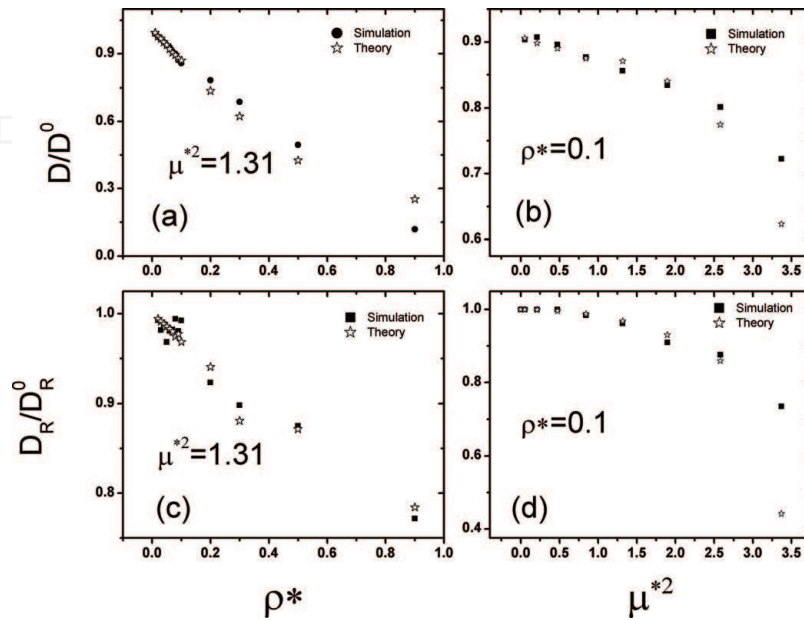 Simulation
Theory
0.9
0.6
0.3
0.0
D/D⁰
μ*²=1.31
(a)
0.0 0.2 0.4 0.6 0.8 1.0
Simulation
Theory
0.9
0.8
0.7
0.6
ρ*=0.1
(b)
0.0 0.5 1.0 1.5 2.0 2.5 3.0 3.5
Simulation
Theory
1.0
0.9
0.8
D_R/D_R⁰
μ*²=1.31
(c)
0.0 0.2 0.4 0.6 0.8 1.0
ρ*
Simulation
Theory
1.0
0.8
0.6
0.4
ρ*=0.1
(d)
0.0 0.5 1.0 1.5 2.0 2.5 3.0 3.5
μ*²